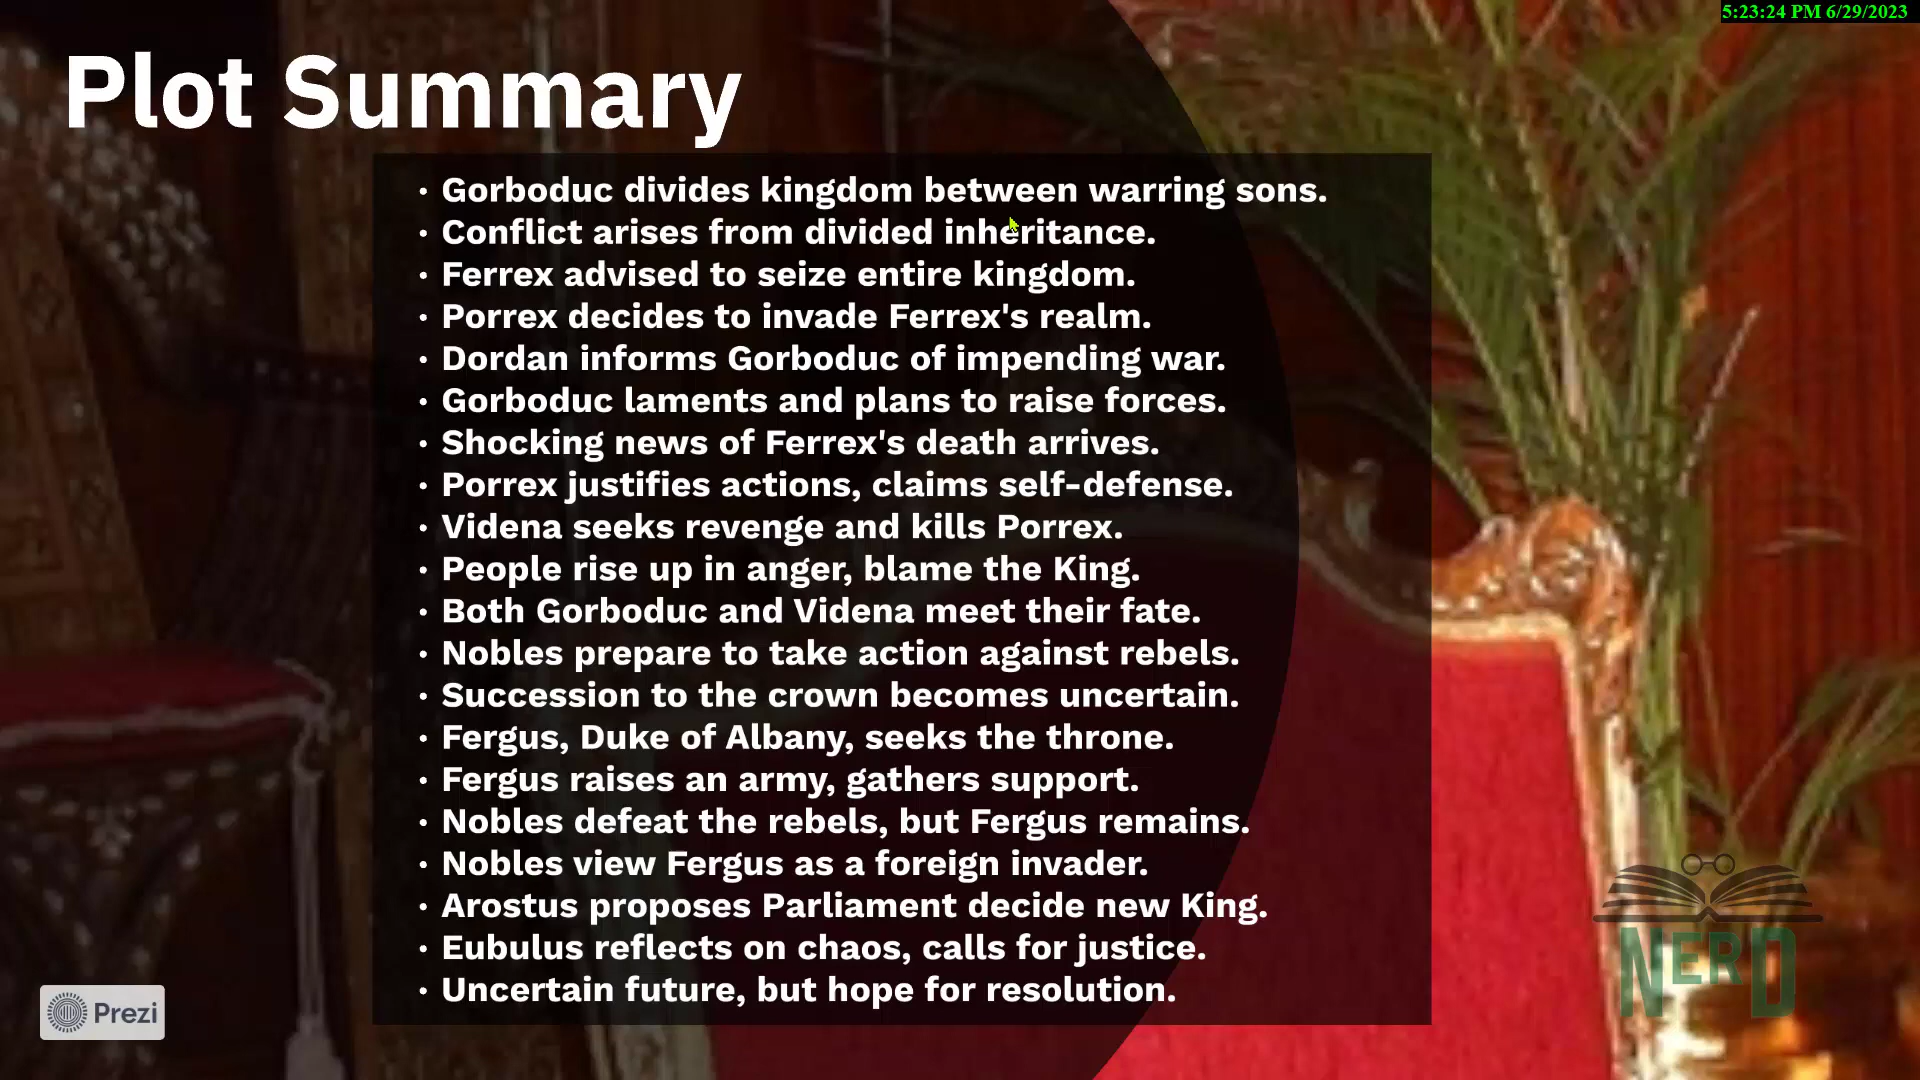 5:23:24 PM 6/29/2023
Plot Summary
· Gorboduc divides kingdom between warring sons.
· Conflict arises from divided inheritance.
· Ferrex advised to seize entire kingdom.
· Porrex decides to invade Ferrex's realm.
· Dordan informs Gorboduc of impending war.
· Gorboduc laments and plans to raise forces.
· Shocking news of Ferrex's death arrives.
· Porrex justifies actions, claims self-defense.
· Videna seeks revenge and kills Porrex.
· People rise up in anger, blame the King.
· Both Gorboduc and Videna meet their fate.
· Nobles prepare to take action against rebels.
· Succession to the crown becomes uncertain.
· Fergus, Duke of Albany, seeks the throne.
· Fergus raises an army, gathers support.
· Nobles defeat the rebels, but Fergus remains.
· Nobles view Fergus as a foreign invader.
· Arostus proposes Parliament decide new King.
· Eubulus reflects on chaos, calls for justice.
· Uncertain future, but hope for resolution.
NerD
Prezi